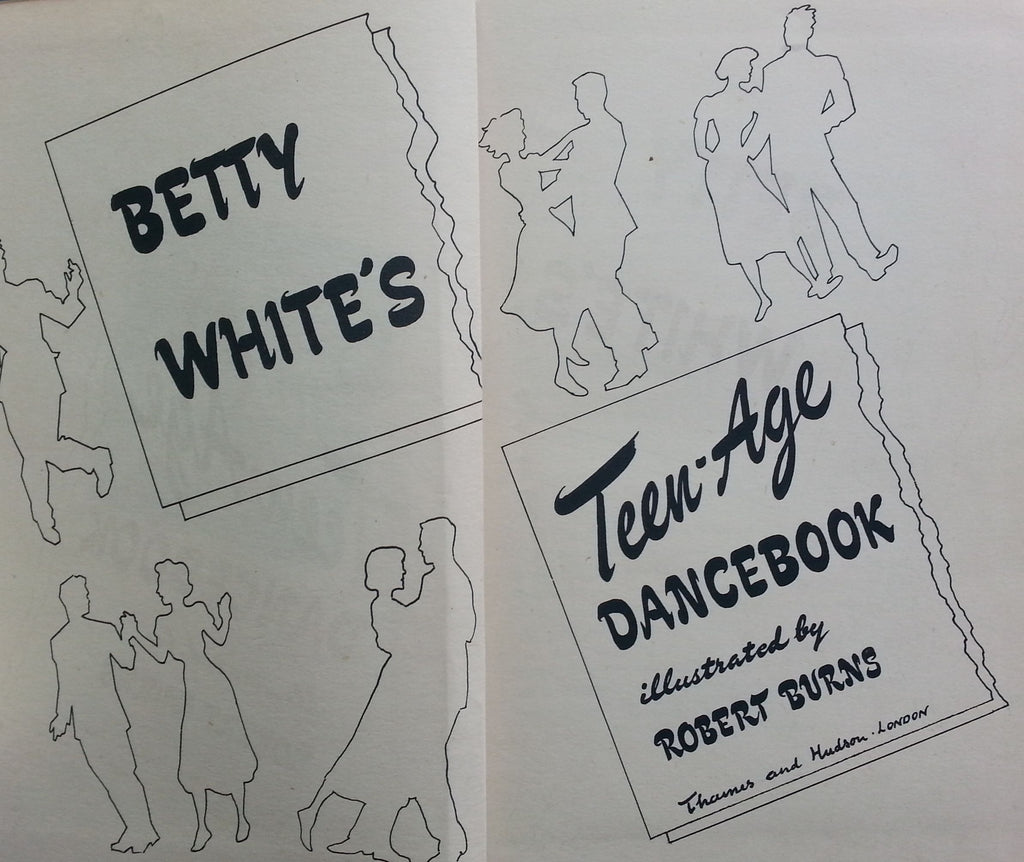 BETTY
WHITE'S
Teen-Age
DANCEBOOK
illustrated by
ROBERT BURNS
Thames and Hudson · LONDON